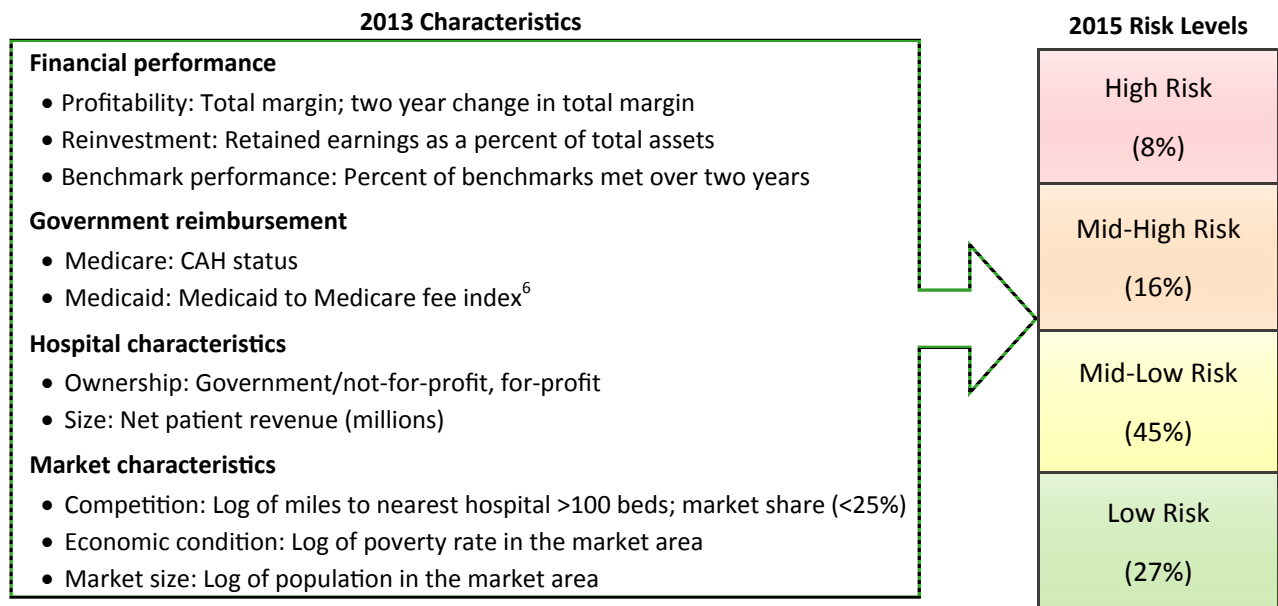 2013 Characteristics
Financial performance
• Profitability: Total margin; two year change in total margin
• Reinvestment: Retained earnings as a percent of total assets
• Benchmark performance: Percent of benchmarks met over two years
Government reimbursement
• Medicare: CAH status
• Medicaid: Medicaid to Medicare fee index⁶
Hospital characteristics
• Ownership: Government/not-for-profit, for-profit
• Size: Net patient revenue (millions)
Market characteristics
• Competition: Log of miles to nearest hospital >100 beds; market share (<25%)
• Economic condition: Log of poverty rate in the market area
• Market size: Log of population in the market area
2015 Risk Levels
High Risk
(8%)
Mid-High Risk
(16%)
Mid-Low Risk
(45%)
Low Risk
(27%)